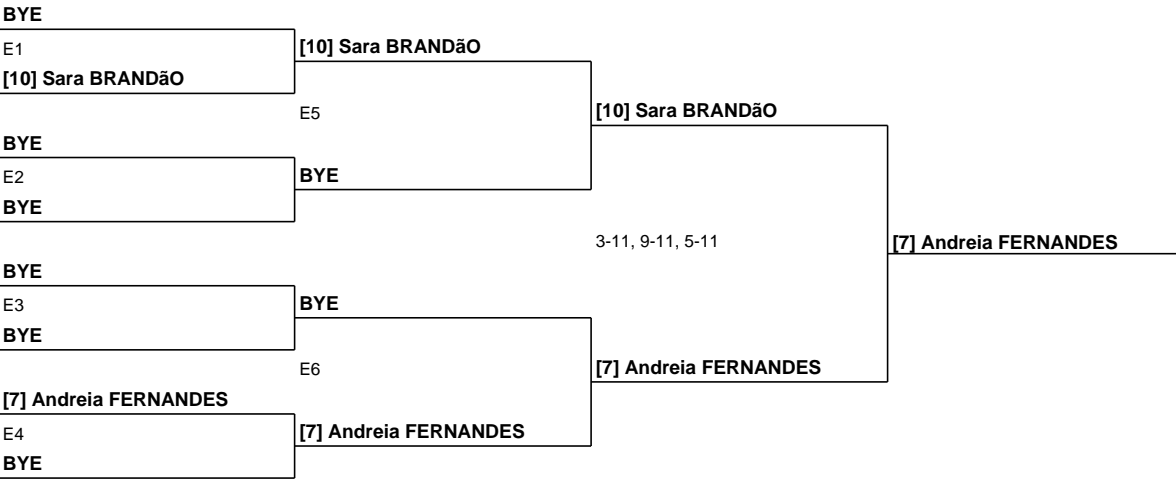 BYE
E1
[10] Sara BRANDãO
[10] Sara BRANDãO
E5
[10] Sara BRANDãO
BYE
E2
BYE
BYE
3-11, 9-11, 5-11
[7] Andreia FERNANDES
BYE
E3
BYE
BYE
E6
[7] Andreia FERNANDES
[7] Andreia FERNANDES
E4
[7] Andreia FERNANDES
BYE